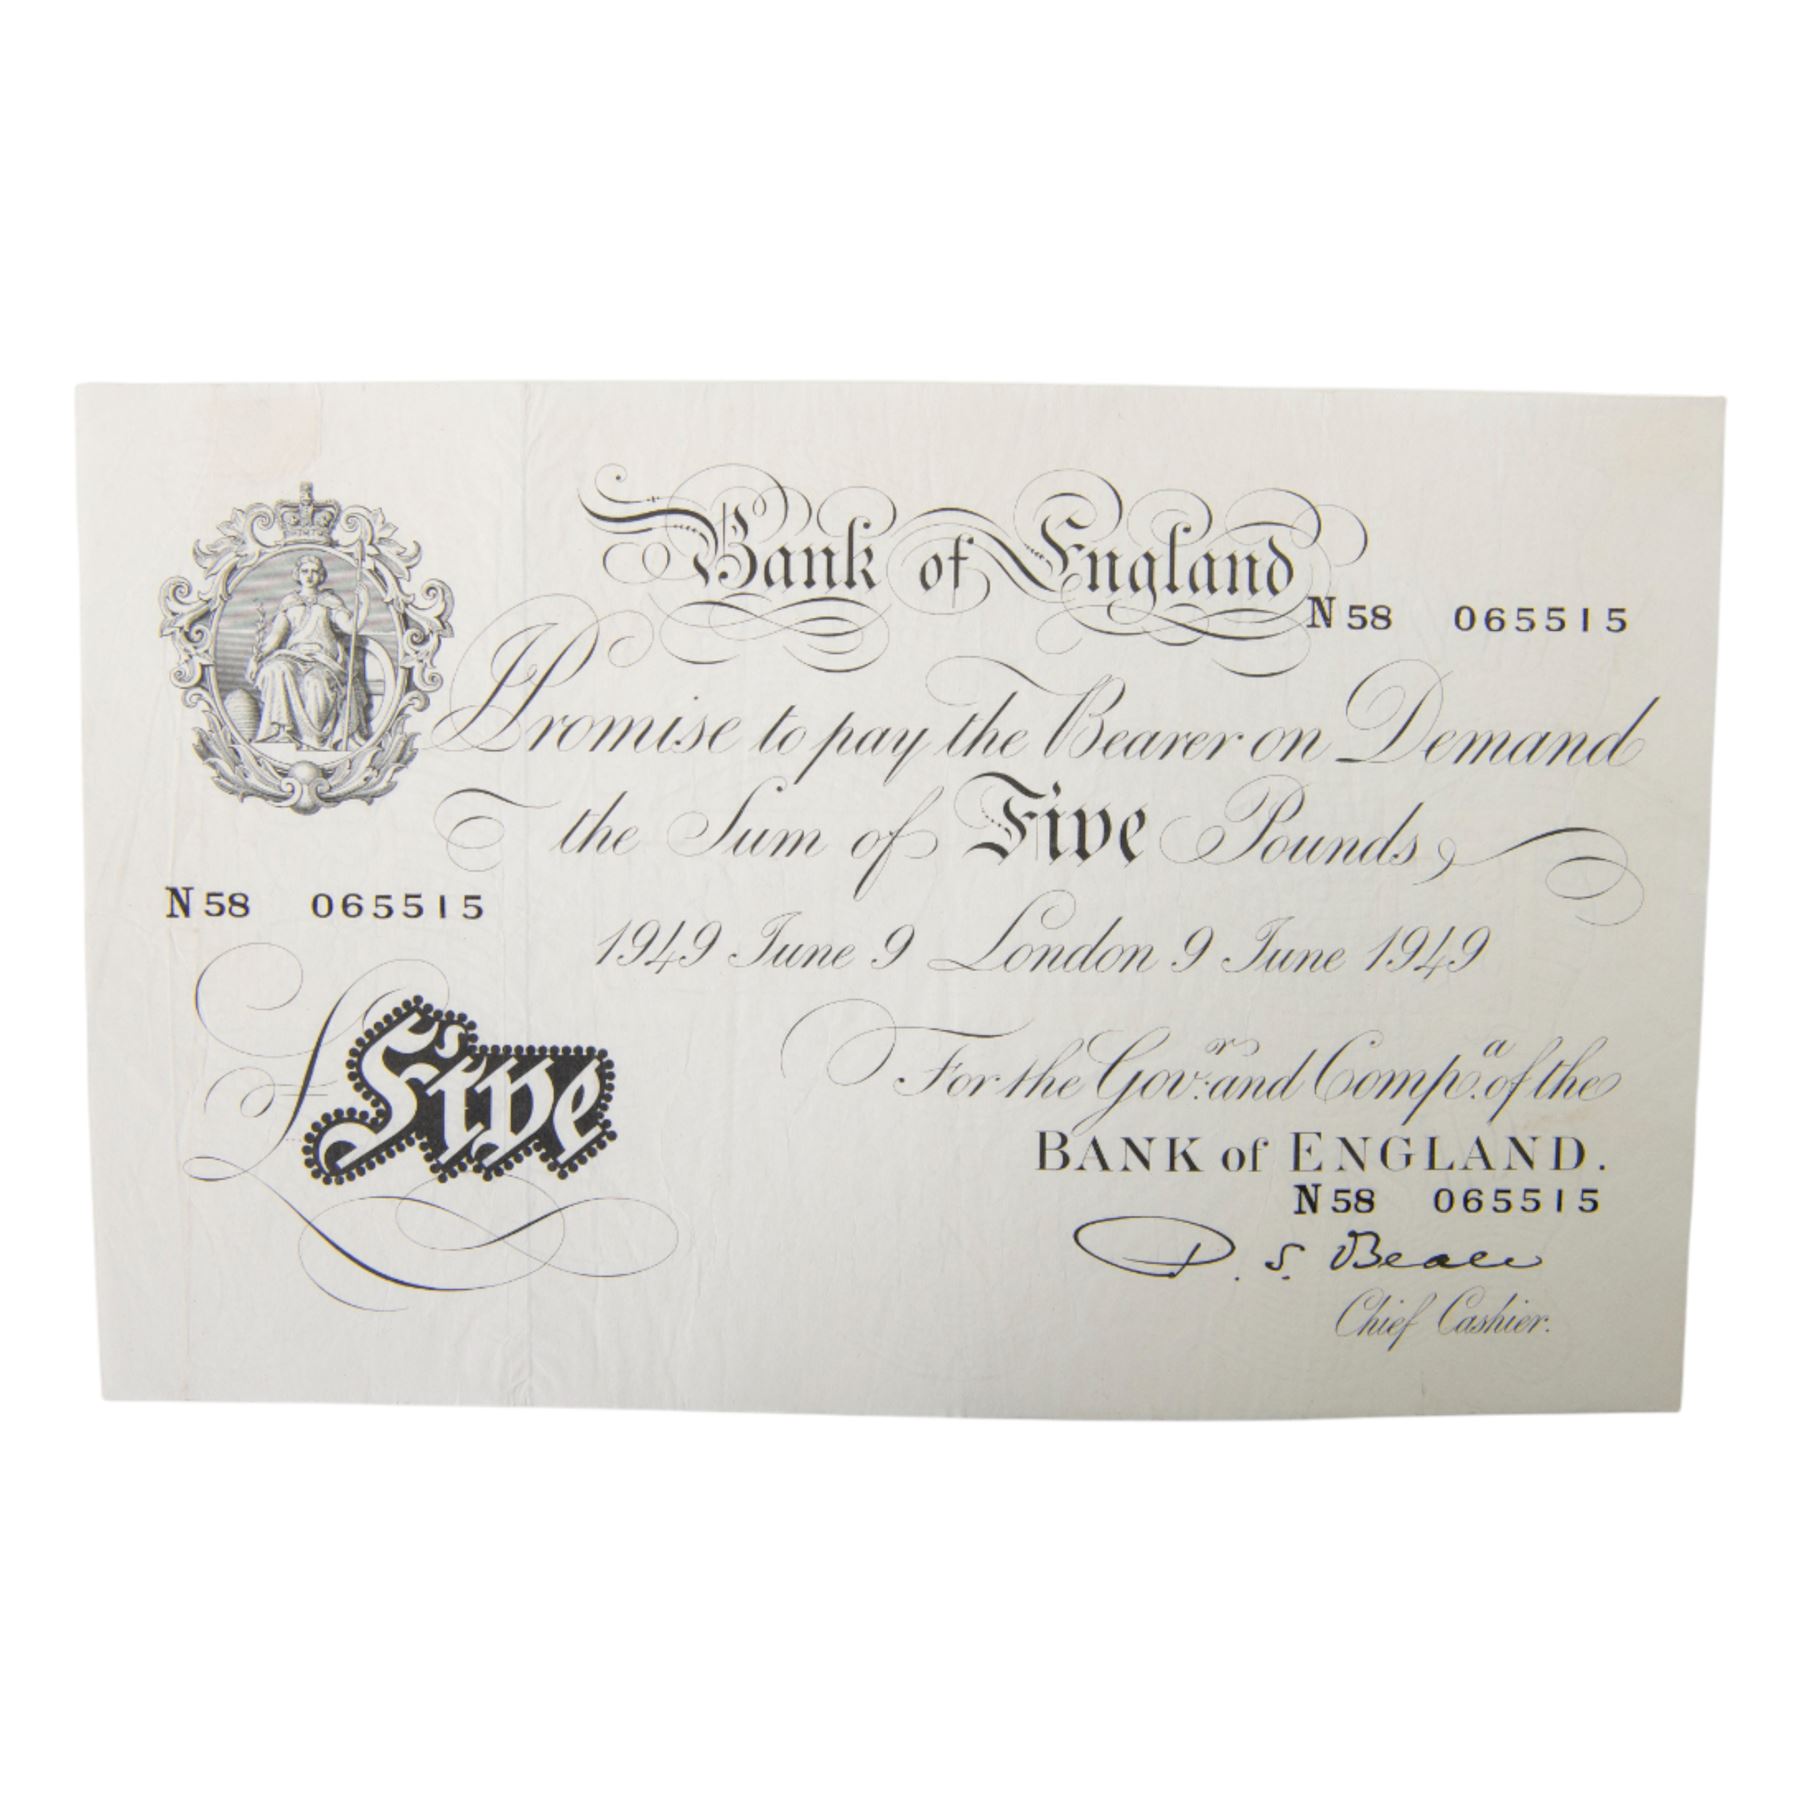 Bank of England
N58 065515
I Promise to pay the Bearer on Demand
the Sum of Five Pounds,
N58 065515
1949 June 9 London 9 June 1949
£Five
For the Govr. and Compa. of the
BANK of ENGLAND.
N58 065515
P. S. Beale
Chief Cashier.